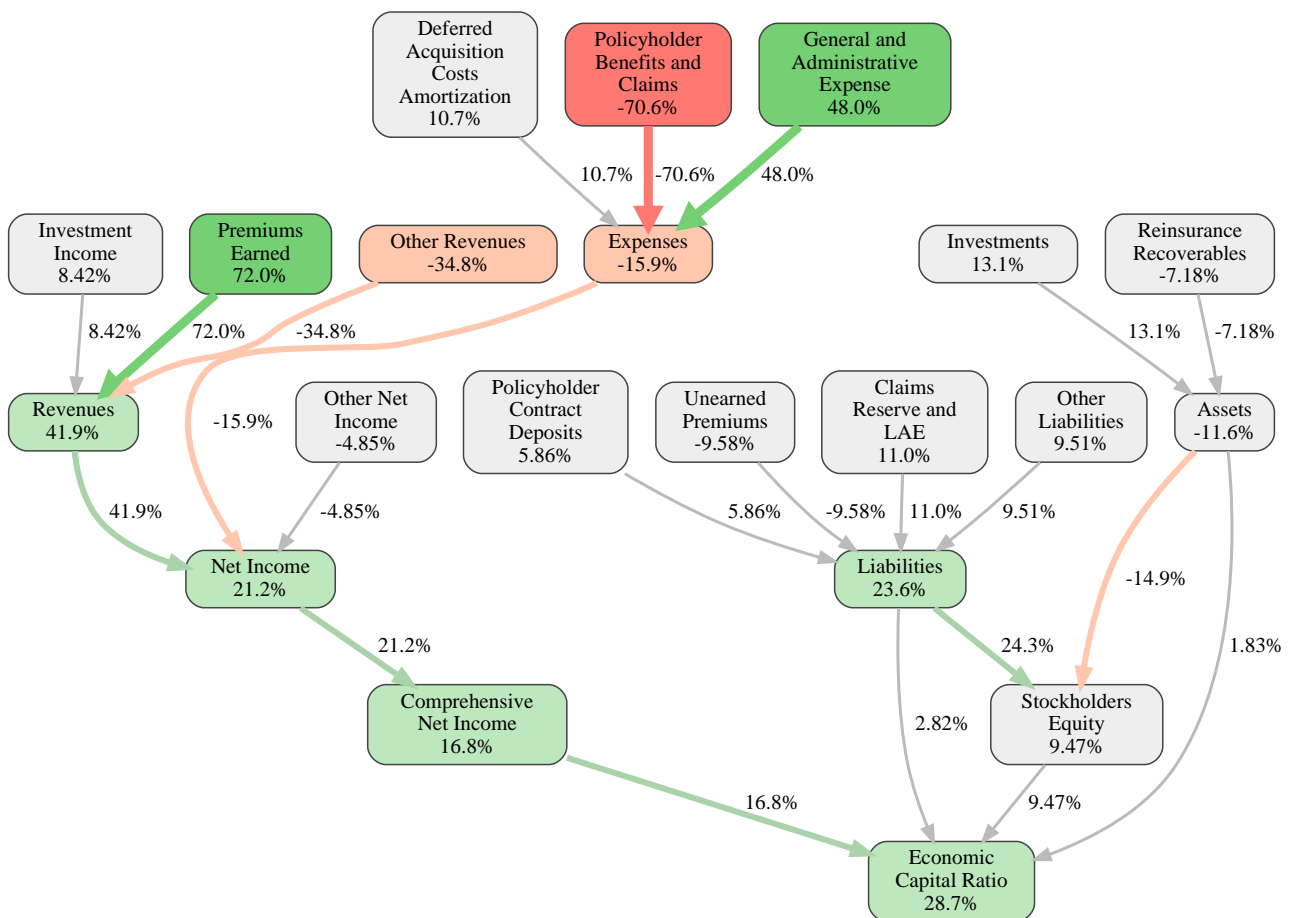 Deferred
Acquisition
Costs
Amortization
10.7%
Policyholder
Benefits and
Claims
-70.6%
General and
Administrative
Expense
48.0%
10.7%
-70.6%
48.0%
Investment
Income
8.42%
Premiums
Earned
72.0%
Other Revenues
-34.8%
Expenses
-15.9%
Investments
13.1%
Reinsurance
Recoverables
-7.18%
8.42%
72.0%
-34.8%
13.1%
-7.18%
Revenues
41.9%
-15.9%
Other Net
Income
-4.85%
Policyholder
Contract
Deposits
5.86%
Unearned
Premiums
-9.58%
Claims
Reserve and
LAE
11.0%
Other
Liabilities
9.51%
Assets
-11.6%
41.9%
-4.85%
5.86%
-9.58%
11.0%
9.51%
-14.9%
1.83%
Net Income
21.2%
Liabilities
23.6%
21.2%
24.3%
2.82%
Comprehensive
Net Income
16.8%
Stockholders
Equity
9.47%
16.8%
9.47%
Economic
Capital Ratio
28.7%